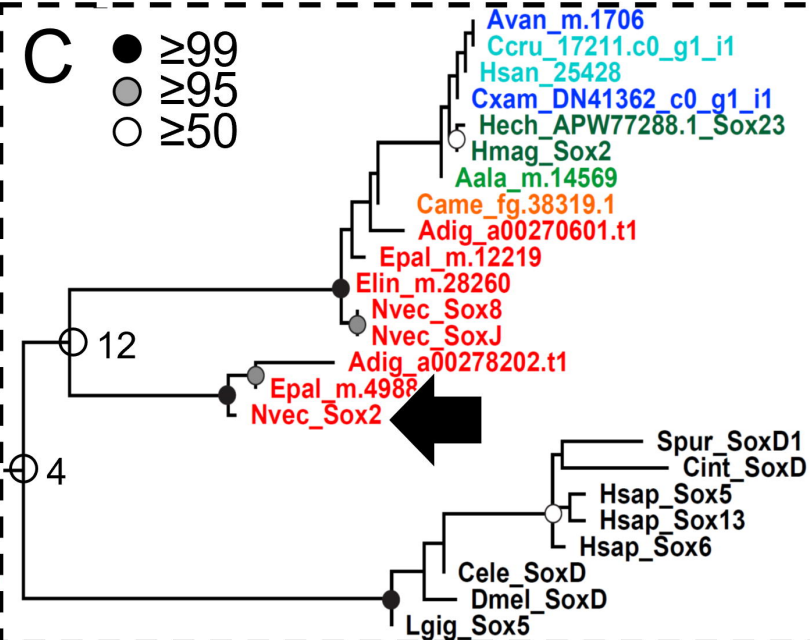 C
≥99
≥95
≥50
Avan_m.1706
Ccru_17211.c0_g1_i1
Hsan_25428
Cxam_DN41362_c0_g1_i1
Hech_APW77288.1_Sox23
Hmag_Sox2
Aala_m.14569
Came_fg.38319.1
Adig_a00270601.t1
Epal_m.12219
Elin_m.28260
Nvec_Sox8
Nvec_SoxJ
12
Adig_a00278202.t1
Epal_m.4988
Nvec_Sox2
Spur_SoxD1
Cint_SoxD
4
Hsap_Sox5
Hsap_Sox13
Hsap_Sox6
Cele_SoxD
Dmel_SoxD
Lgig_Sox5